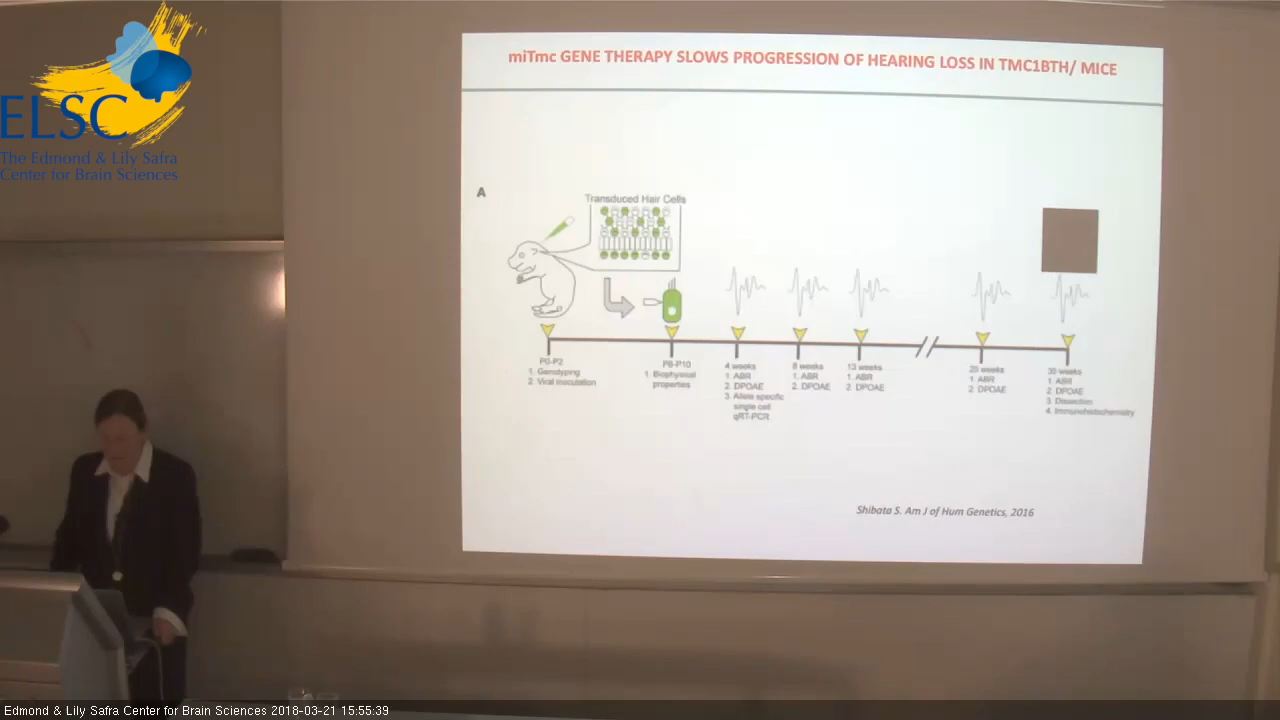 ELSC
The Edmond & Lily Safra
Center for Brain Sciences
miTmc GENE THERAPY SLOWS PROGRESSION OF HEARING LOSS IN TMC1BTH/ MICE
A
Transduced Hair Cells
P0-P2
1. Genotyping
2. Viral inoculation
P8-P10
1. Biophysical
properties
4 weeks
1. ABR
2. DPOAE
3. Allele specific
single cell
qRT-PCR
8 weeks
1. ABR
2. DPOAE
13 weeks
1. ABR
2. DPOAE
weeks
1. ABR
2. DPOAE
35 weeks
1. ABR
2. DPOAE
3. Dissection
4. Immunohistochemistry
Shibata S. Am J of Hum Genetics, 2016
Edmond & Lily Safra Center for Brain Sciences 2018-03-21 15:55:39